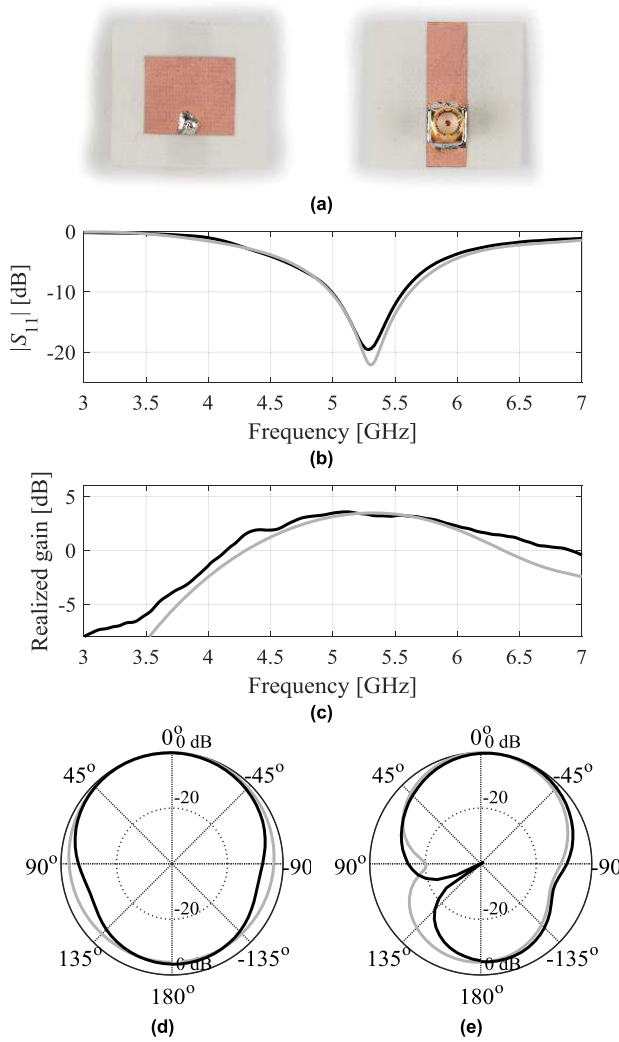 (a)
0
-10
-20
|S11| [dB]
3 3.5 4 4.5 5 5.5 6 6.5 7
Frequency [GHz]
(b)
5
0
-5
Realized gain [dB]
3 3.5 4 4.5 5 5.5 6 6.5 7
Frequency [GHz]
(c)
0o 0 dB
45o -45o
-20
90o -90
-20
135o -135o
0 dB
180o
(d)
0o 0 dB
45o -45o
-20
90o -90
-20
135o -135o
0 dB
180o
(e)